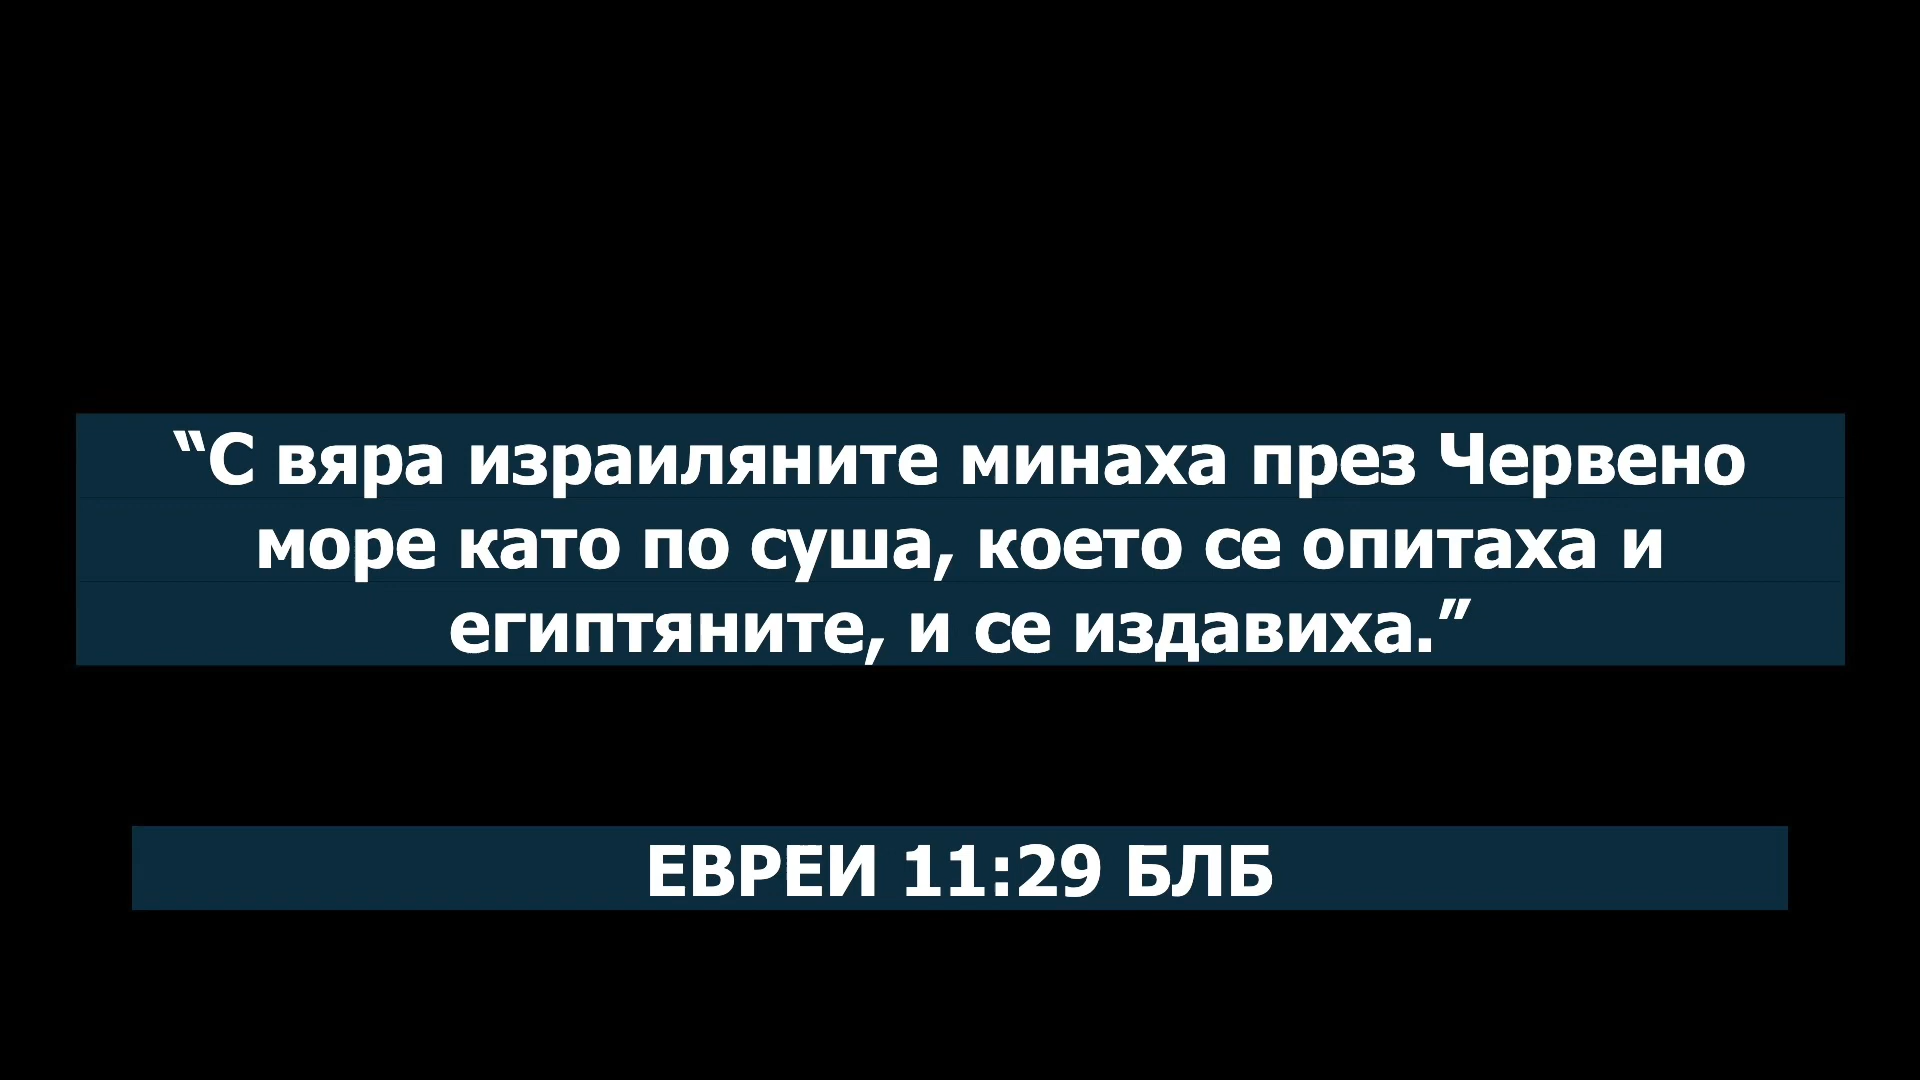 “С вяра израиляните минаха през Червено
море като по суша, което се опитаха и
египтяните, и се издавиха.”
ЕВРЕИ 11:29 БЛБ